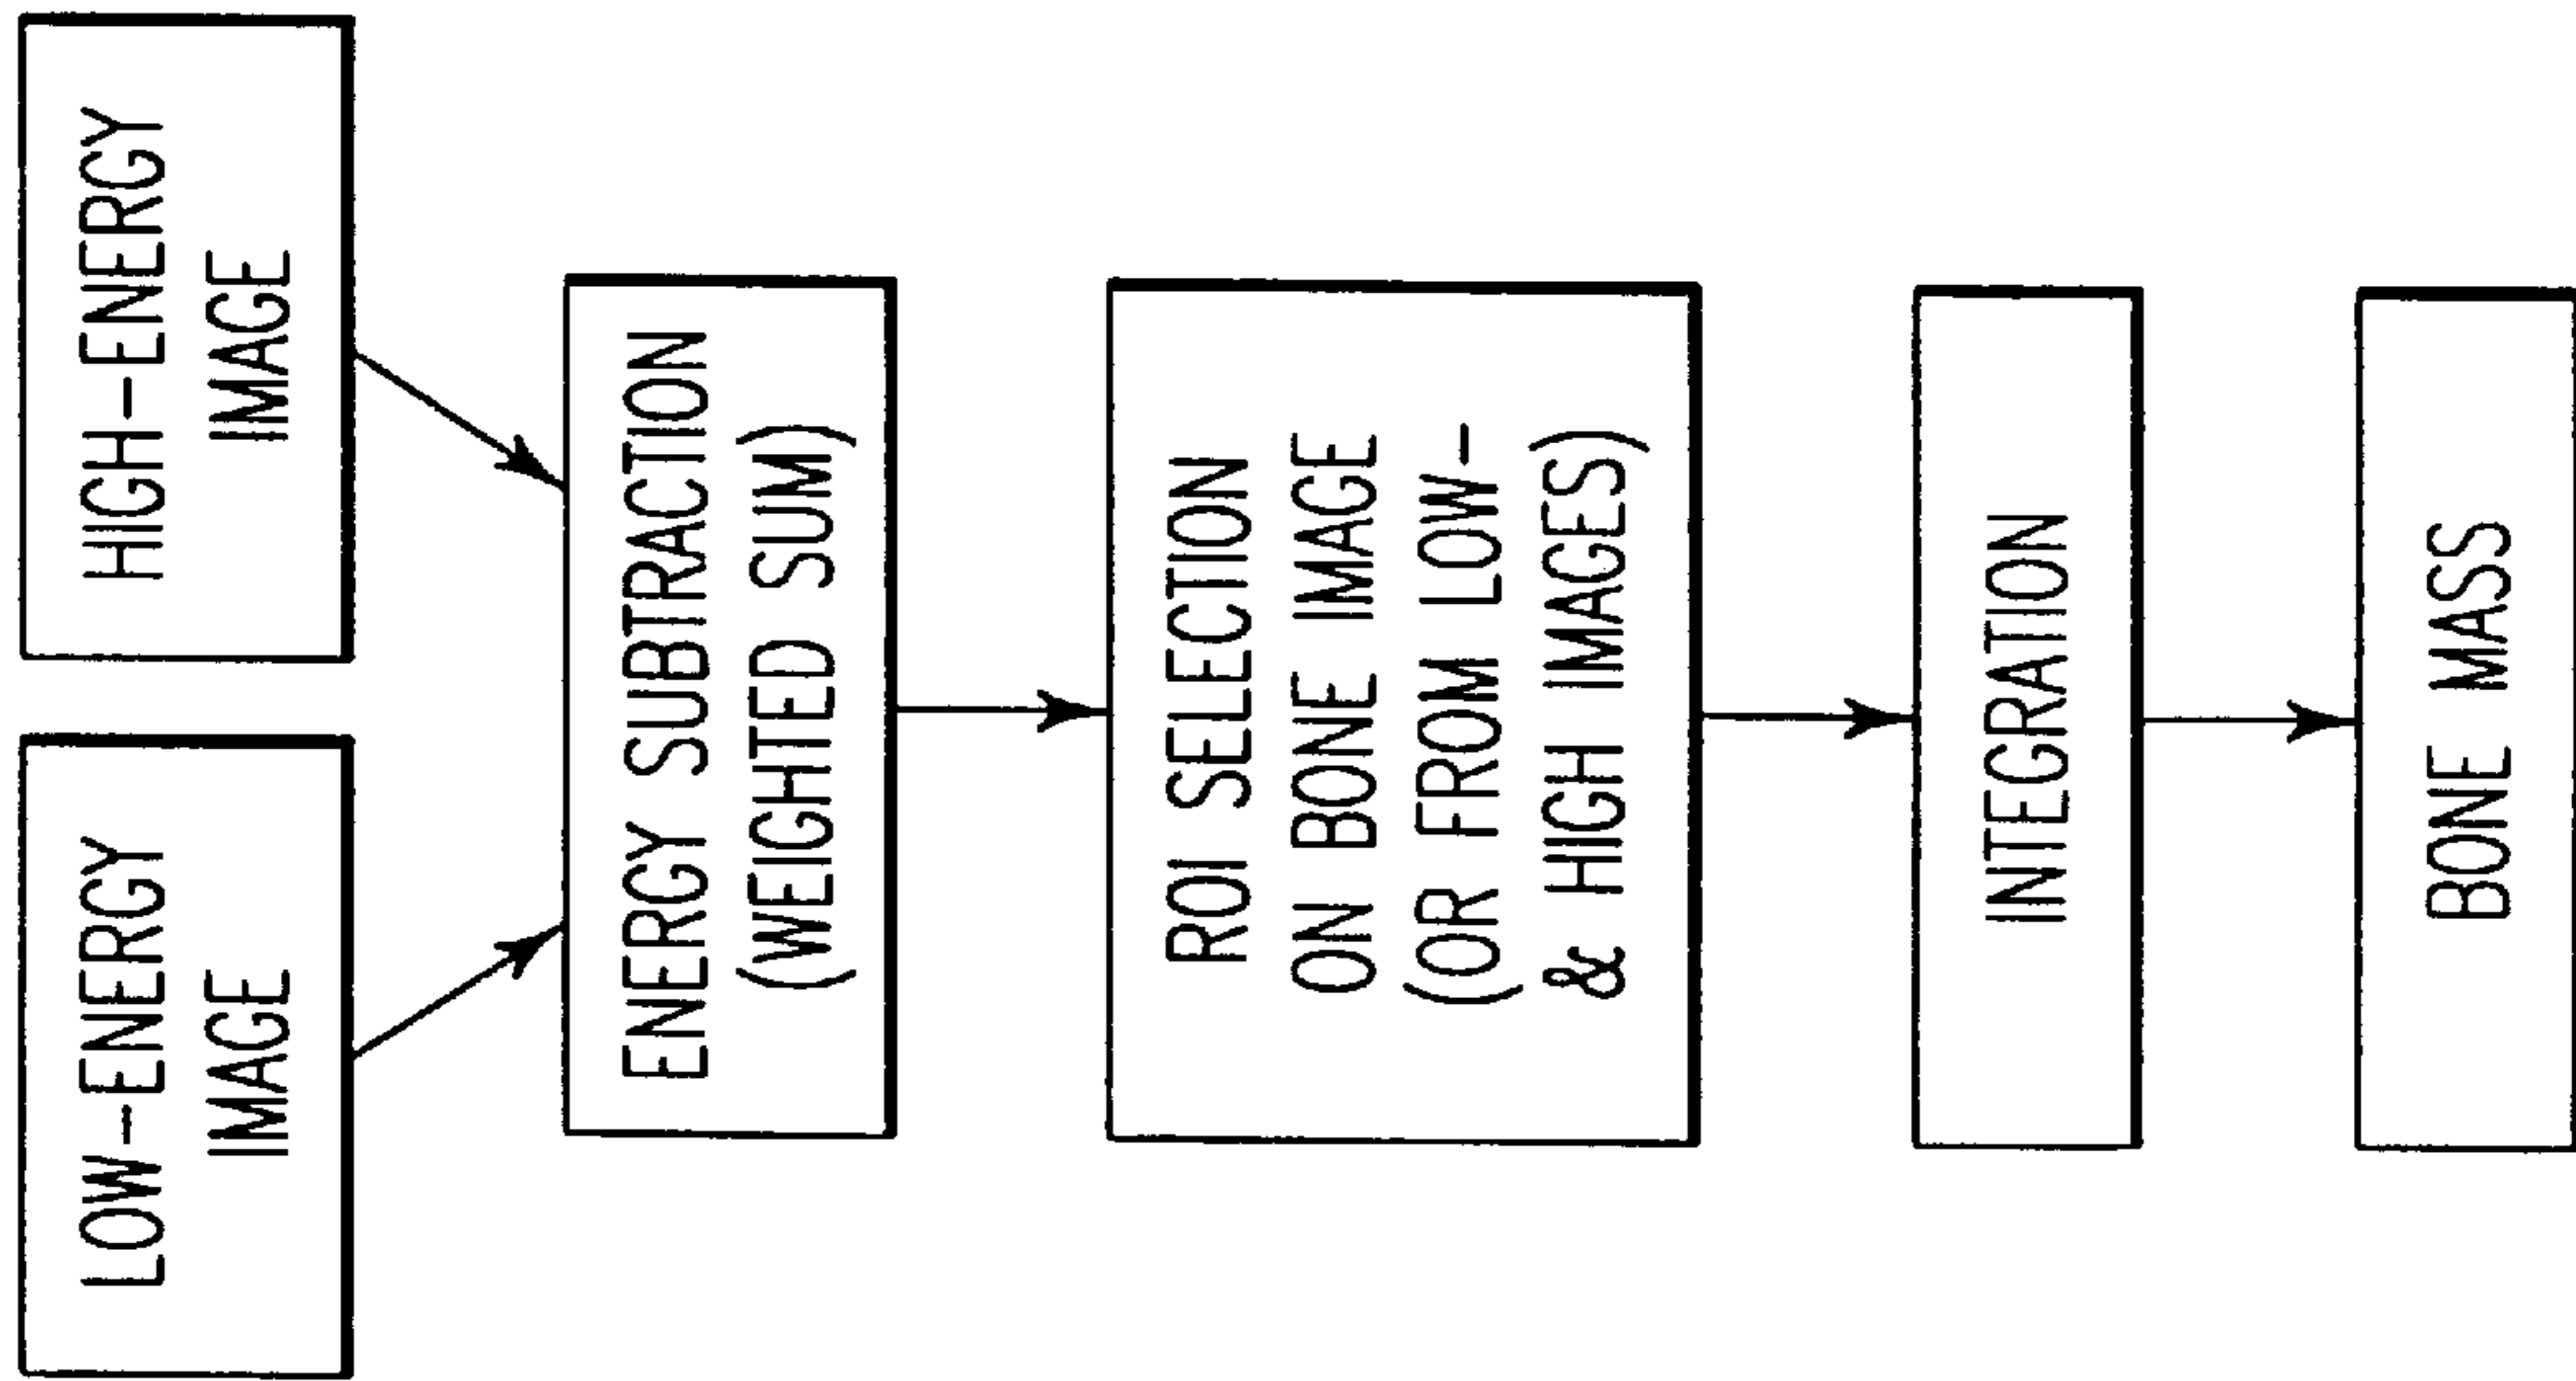 LOW-ENERGY
IMAGE
HIGH-ENERGY
IMAGE
ENERGY SUBTRACTION
(WEIGHTED SUM)
ROI SELECTION
ON BONE IMAGE
(OR FROM LOW-
& HIGH IMAGES)
INTEGRATION
BONE MASS